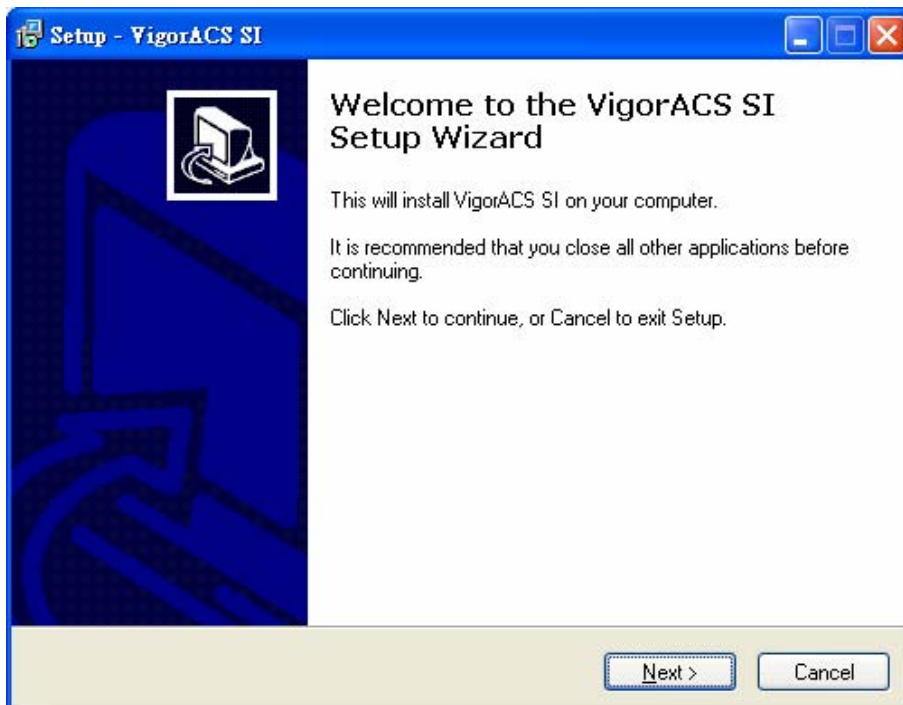 Setup - VigorACS SI
Welcome to the VigorACS SI
Setup Wizard
This will install VigorACS SI on your computer.
It is recommended that you close all other applications before
continuing.
Click Next to continue, or Cancel to exit Setup.
Next >
Cancel